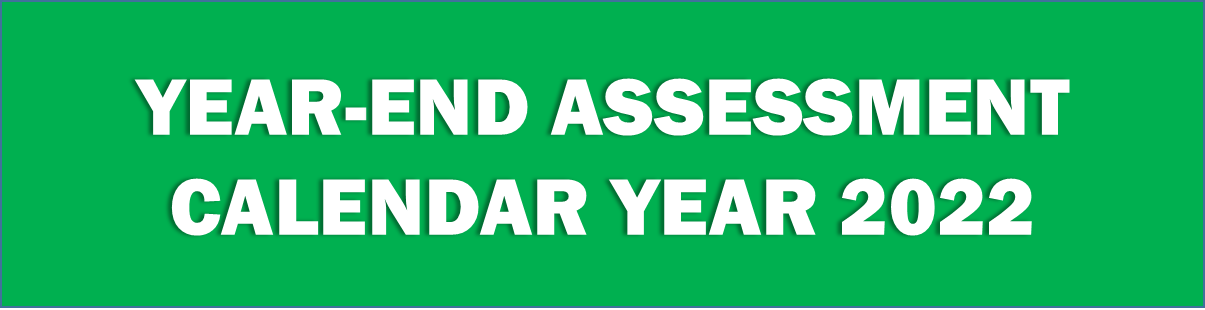 YEAR-END ASSESSMENT
CALENDAR YEAR 2022